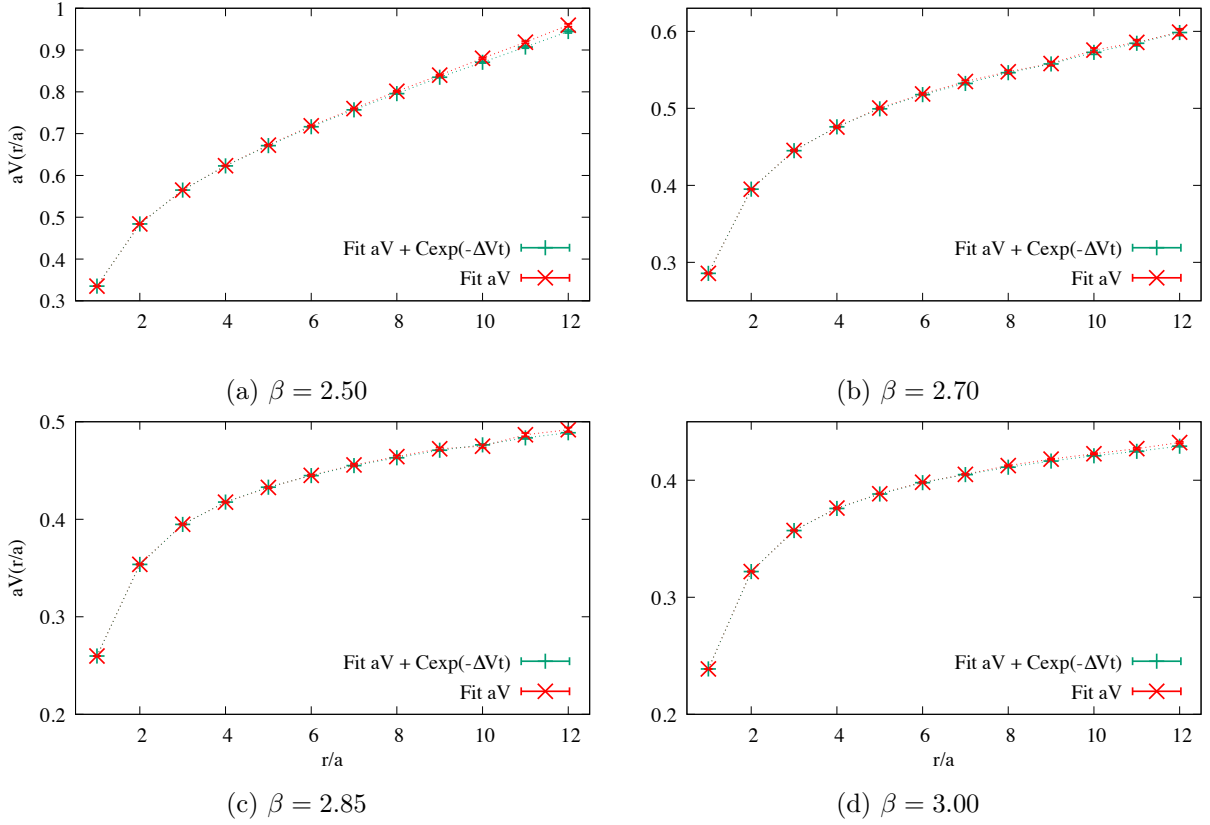 aV(r/a)
1
0.9
0.8
0.7
0.6
0.5
0.4
0.3
2 4 6 8 10 12
Fit aV + Cexp(-ΔVt)
Fit aV
(a) β = 2.50
0.6
0.5
0.4
0.3
2 4 6 8 10 12
Fit aV + Cexp(-ΔVt)
Fit aV
(b) β = 2.70
aV(r/a)
0.5
0.4
0.3
0.2
2 4 6 8 10 12
r/a
Fit aV + Cexp(-ΔVt)
Fit aV
(c) β = 2.85
0.4
0.3
0.2
2 4 6 8 10 12
r/a
Fit aV + Cexp(-ΔVt)
Fit aV
(d) β = 3.00